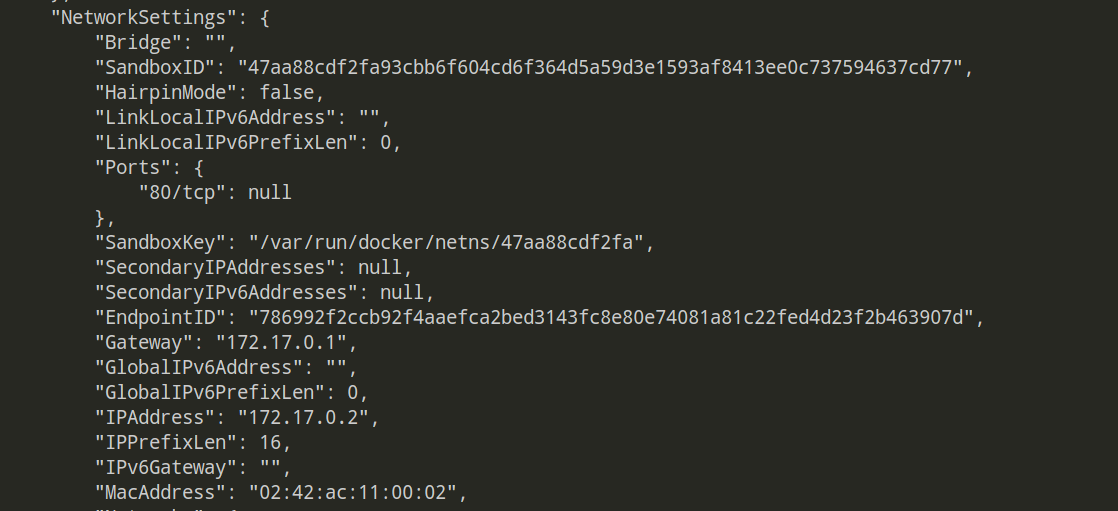 "NetworkSettings": {
"Bridge": "",
"SandboxID": "47aa88cdf2fa93cbb6f604cd6f364d5a59d3e1593af8413ee0c737594637cd77",
"HairpinMode": false,
"LinkLocalIPv6Address": "",
"LinkLocalIPv6PrefixLen": 0,
"Ports": {
"80/tcp": null
},
"SandboxKey": "/var/run/docker/netns/47aa88cdf2fa",
"SecondaryIPAddresses": null,
"SecondaryIPv6Addresses": null,
"EndpointID": "786992f2ccb92f4aaefca2bed3143fc8e80e74081a81c22fed4d23f2b463907d",
"Gateway": "172.17.0.1",
"GlobalIPv6Address": "",
"GlobalIPv6PrefixLen": 0,
"IPAddress": "172.17.0.2",
"IPPrefixLen": 16,
"IPv6Gateway": "",
"MacAddress": "02:42:ac:11:00:02",